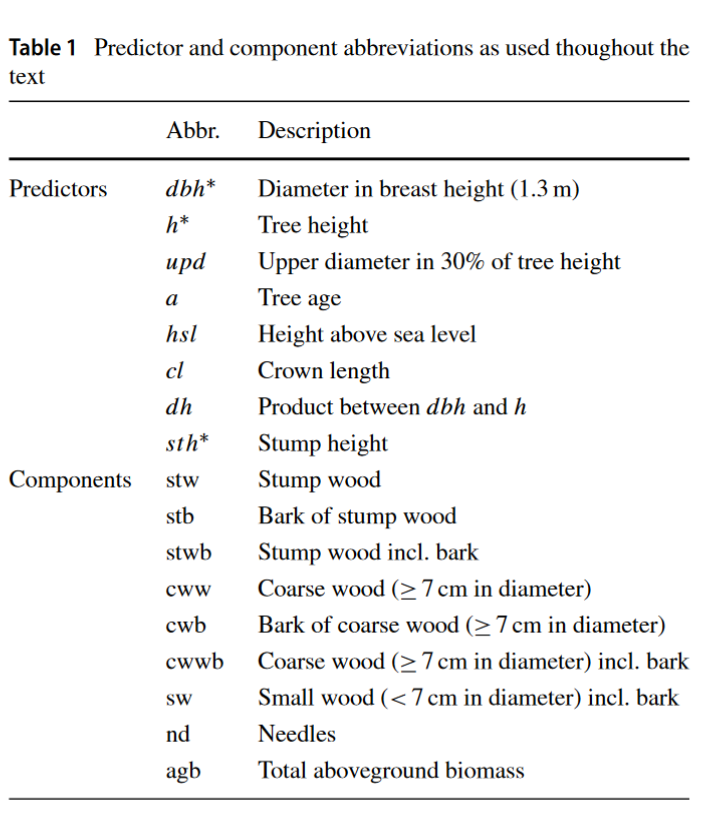 Table 1 Predictor and component abbreviations as used thoughout the
text
Abbr. Description
Predictors dbh* Diameter in breast height (1.3 m)
h* Tree height
upd Upper diameter in 30% of tree height
a Tree age
hsl Height above sea level
cl Crown length
dh Product between dbh and h
sth* Stump height
Components stw Stump wood
stb Bark of stump wood
stwb Stump wood incl. bark
cww Coarse wood (≥ 7 cm in diameter)
cwb Bark of coarse wood (≥ 7 cm in diameter)
cwwb Coarse wood (≥ 7 cm in diameter) incl. bark
sw Small wood (< 7 cm in diameter) incl. bark
nd Needles
agb Total aboveground biomass